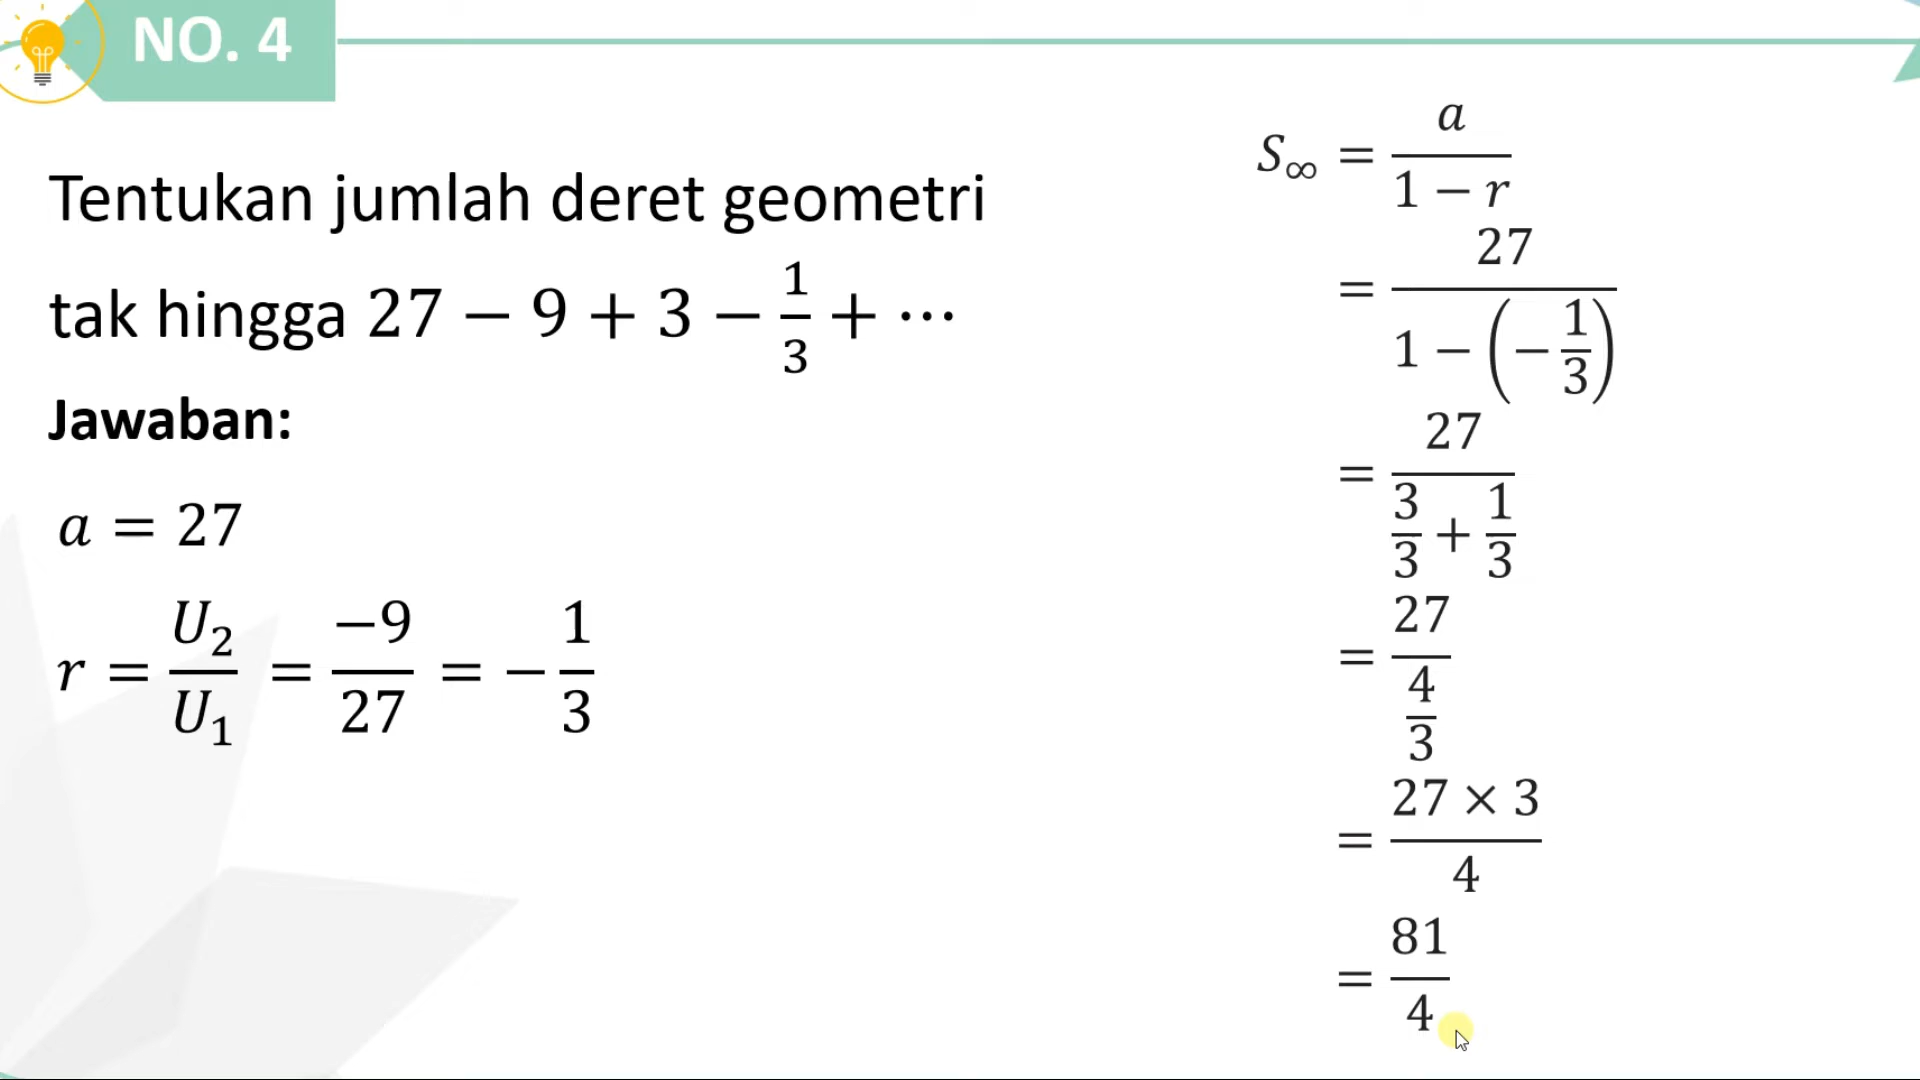 NO. 4
Tentukan jumlah deret geometri
tak hingga 27 − 9 + 3 − 1/3 + ⋯
Jawaban:
a = 27
r = U₂/U₁ = −9/27 = −1/3
S∞ = a/(1 − r)
= 27/(1 − (−1/3))
= 27/(3/3 + 1/3)
= 27/(4/3)
= (27 × 3)/4
= 81/4